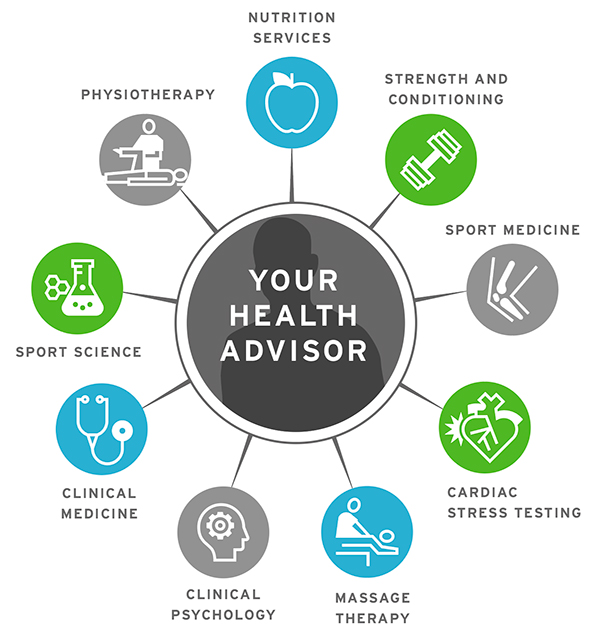 NUTRITION
SERVICES
STRENGTH AND
CONDITIONING
PHYSIOTHERAPY
SPORT MEDICINE
YOUR
HEALTH
ADVISOR
SPORT SCIENCE
CLINICAL
MEDICINE
CARDIAC
STRESS TESTING
CLINICAL
PSYCHOLOGY
MASSAGE
THERAPY